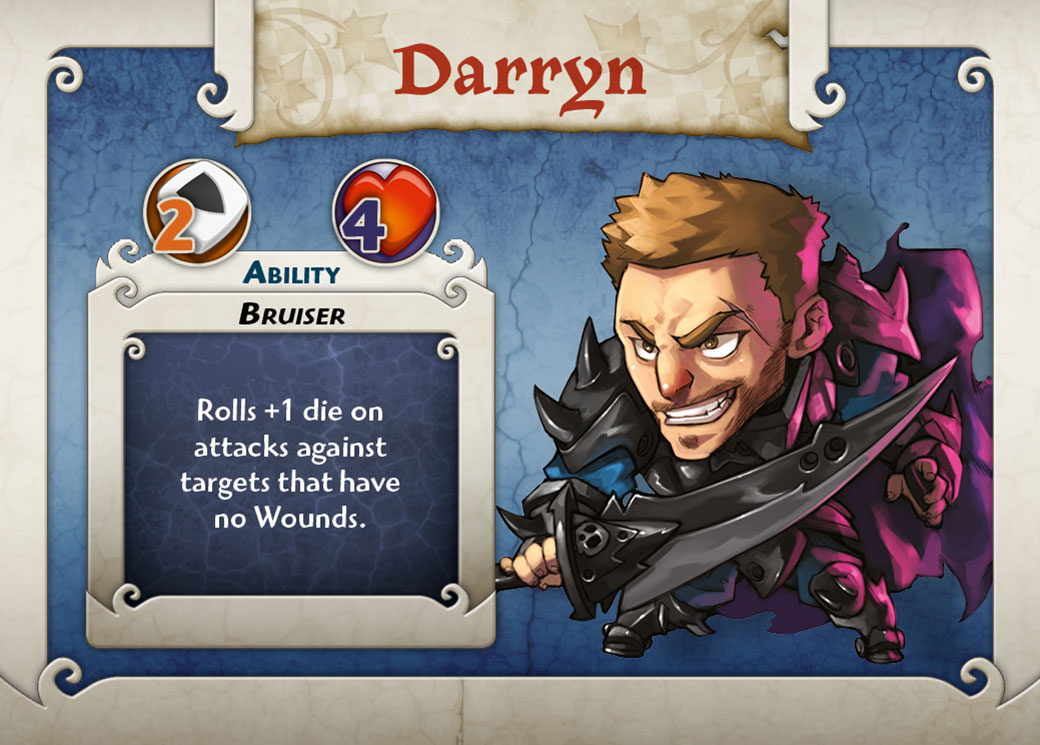 Darryn
2 4
Ability
Bruiser
Rolls +1 die on
attacks against
targets that have
no Wounds.